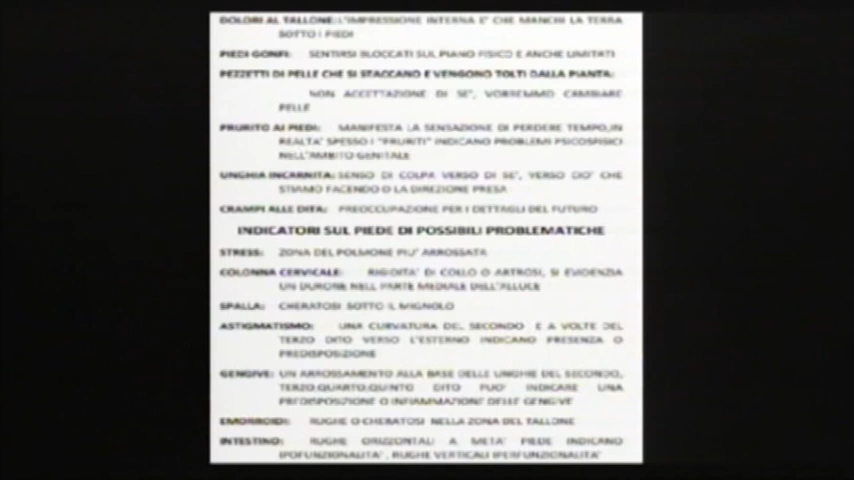 DOLORI AL TALLONE: L'IMPRESSIONE INTERNA E' CHE MANCHI LA TERRA
SOTTO I PIEDI
PIEDI GONFI: SENTIRSI BLOCCATI SUL PIANO FISICO E ANCHE LIMITATI
PEZZETTI DI PELLE CHE SI STACCANO E VENGONO TOLTI DALLA PIANTA:
NON ACCETTAZIONE DI SE', VORREMMO CAMBIARE
PELLE
PRURITO AI PIEDI: MANIFESTA LA SENSAZIONE DI PERDERE TEMPO,IN
REALTA' SPESSO I "PRURITI" INDICANO PROBLEMI PSICOSFISICI
NELL'AMBITO GENITALE
UNGHIA INCARNITA: SENSO DI COLPA VERSO DI SE', VERSO CIO' CHE
STIAMO FACENDO O LA DIREZIONE PRESA
CRAMPI ALLE DITA: PREOCCUPAZIONE PER I DETTAGLI DEL FUTURO
INDICATORI SUL PIEDE DI POSSIBILI PROBLEMATICHE
STRESS: ZONA DEL POLMONE PIU' ARROSSATA
COLONNA CERVICALE: RIGIDITA' DI COLLO O ARTROSI, SI EVIDENZIA
UN DURONE NELL PARTE MEDIALE DELL'ALLUCE
SPALLA: CHERATOSI SOTTO IL MIGNOLO
ASTIGMATISMO: UNA CURVATURA DEL SECONDO E A VOLTE DEL
TERZO DITO VERSO L'ESTERNO INDICANO PRESENZA O
PREDISPOSIZIONE
GENGIVE: UN ARROSSAMENTO ALLA BASE DELLE UNGHIE DEL SECONDO,
TERZO,QUARTO,QUINTO DITO PUO' INDICARE UNA
PREDISPOSIZIONE O INFIAMMAZIONE DELLE GENGIVE
EMORROIDI: RUGHE O CHERATOSI NELLA ZONA DEL TALLONE
INTESTINO: RUGHE ORIZZONTALI A META' PIEDE INDICANO
IPOFUNZIONALITA' , RUGHE VERTICALI IPERFUNZIONALITA'